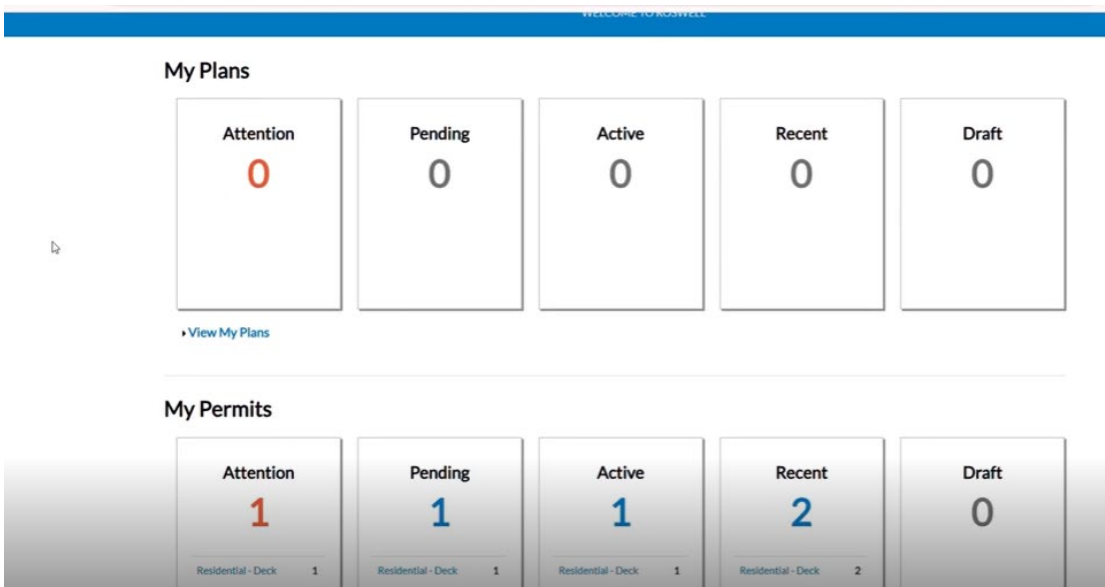 WELCOME TO ROSWELL
My Plans
Attention
Pending
Active
Recent
Draft
0
0
0
0
0
View My Plans
My Permits
Attention
Pending
Active
Recent
Draft
1
1
1
2
0
Residential - Deck 1
Residential - Deck 1
Residential - Deck 1
Residential - Deck 2